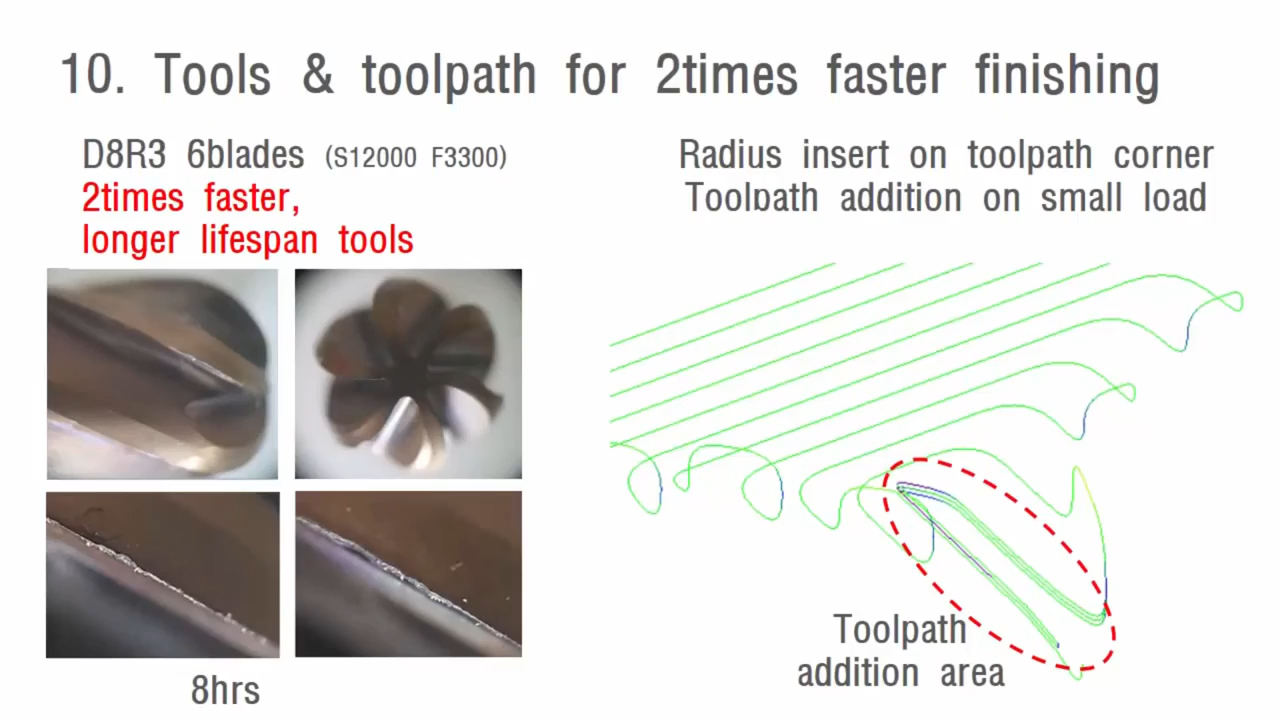 10. Tools & toolpath for 2times faster finishing
D8R3 6blades (S12000 F3300)
2times faster,
longer lifespan tools
Radius insert on toolpath corner
Toolpath addition on small load
Toolpath
addition area
8hrs